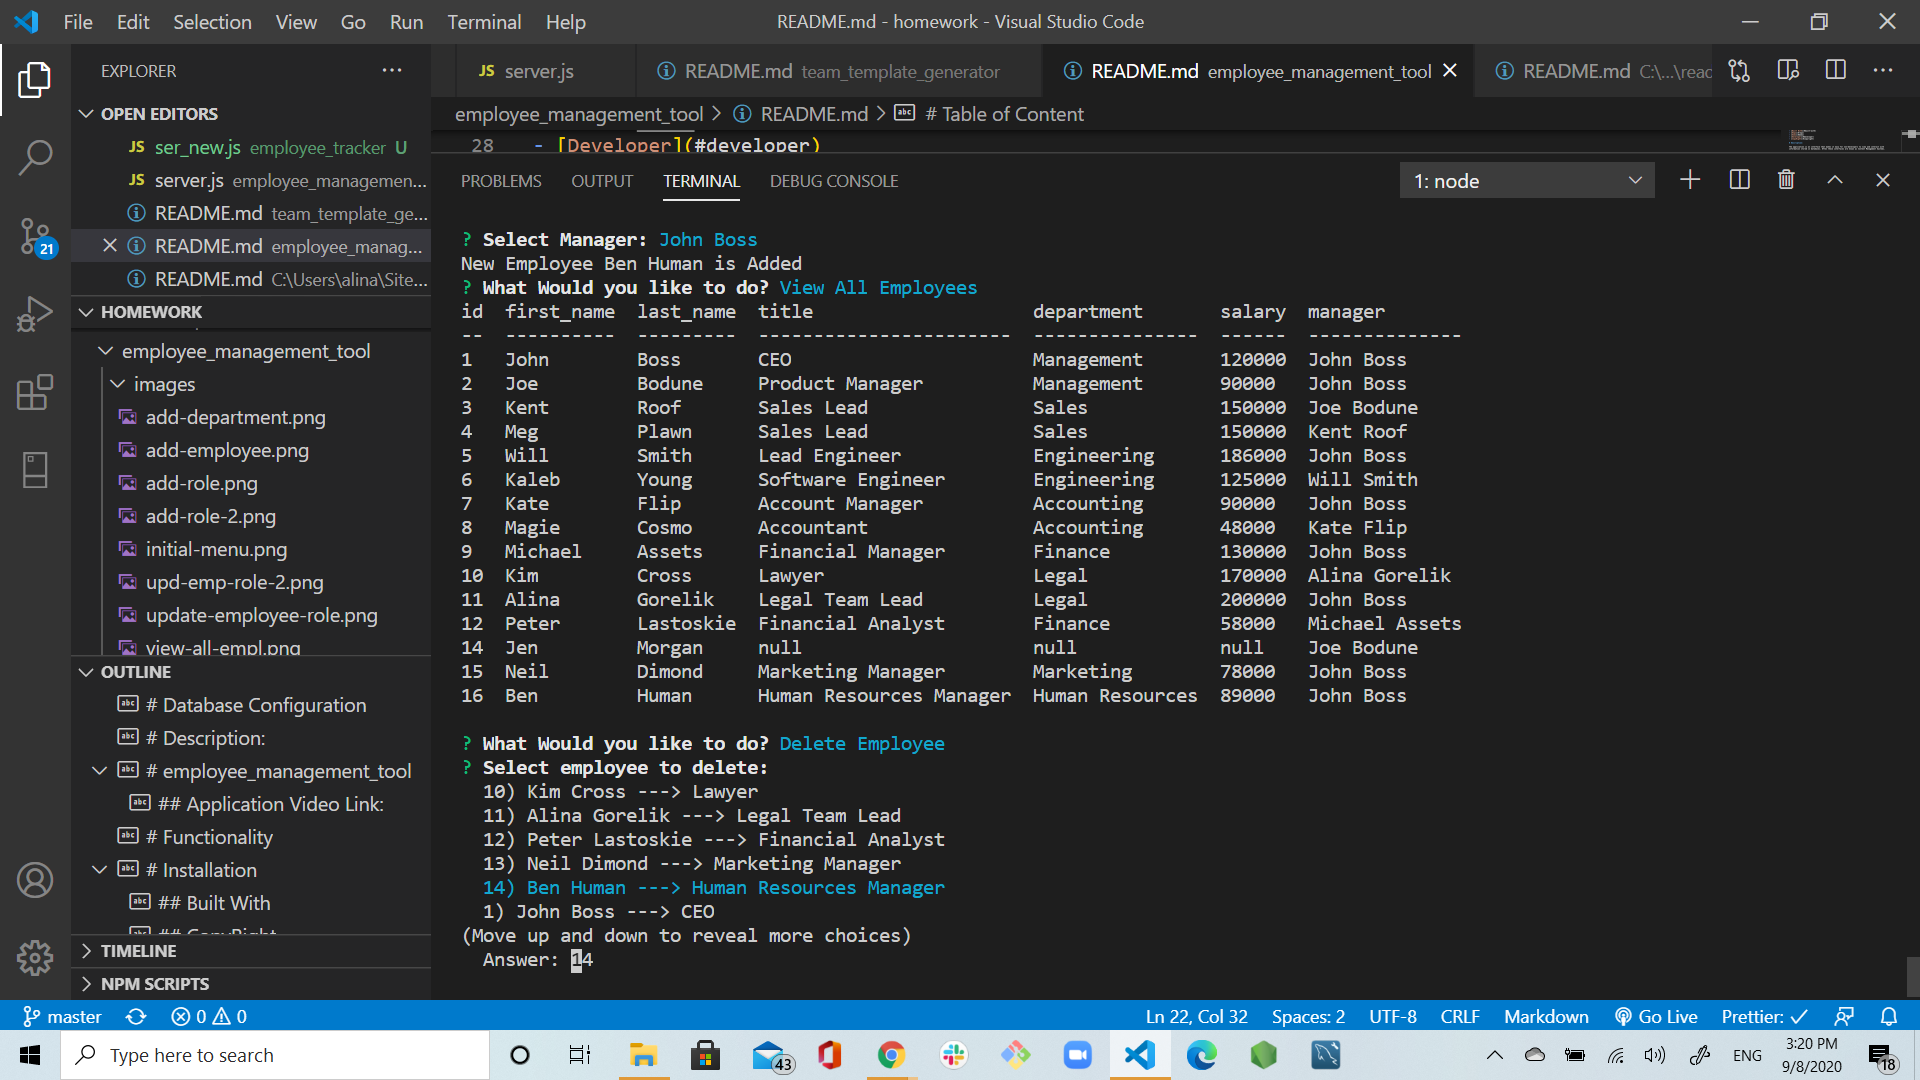 File Edit Selection View Go Run Terminal Help
README.md - homework - Visual Studio Code
EXPLORER
OPEN EDITORS
JS ser_new.js employee_tracker U
JS server.js employee_managemen...
README.md team_template_ge...
README.md employee_manag...
README.md C:\Users\alina\Site...
HOMEWORK
employee_management_tool
images
add-department.png
add-employee.png
add-role.png
add-role-2.png
initial-menu.png
upd-emp-role-2.png
update-employee-role.png
view-all-empl.png
OUTLINE
# Database Configuration
# Description:
# employee_management_tool
## Application Video Link:
# Functionality
# Installation
## Built With
## CopyRight
TIMELINE
NPM SCRIPTS
21
JS server.js README.md team_template_generator README.md employee_management_tool README.md C:\...\reac
employee_management_tool > README.md > # Table of Content
28 - [Developer](#developer)
PROBLEMS OUTPUT TERMINAL DEBUG CONSOLE 1: node
? Select Manager: John Boss
New Employee Ben Human is Added
? What Would you like to do? View All Employees
id first_name last_name title department salary manager
-- ---------- --------- ----------------------- --------------- ------ --------------
1 John Boss CEO Management 120000 John Boss
2 Joe Bodune Product Manager Management 90000 John Boss
3 Kent Roof Sales Lead Sales 150000 Joe Bodune
4 Meg Plawn Sales Lead Sales 150000 Kent Roof
5 Will Smith Lead Engineer Engineering 186000 John Boss
6 Kaleb Young Software Engineer Engineering 125000 Will Smith
7 Kate Flip Account Manager Accounting 90000 John Boss
8 Magie Cosmo Accountant Accounting 48000 Kate Flip
9 Michael Assets Financial Manager Finance 130000 John Boss
10 Kim Cross Lawyer Legal 170000 Alina Gorelik
11 Alina Gorelik Legal Team Lead Legal 200000 John Boss
12 Peter Lastoskie Financial Analyst Finance 58000 Michael Assets
14 Jen Morgan null null null Joe Bodune
15 Neil Dimond Marketing Manager Marketing 78000 John Boss
16 Ben Human Human Resources Manager Human Resources 89000 John Boss
? What Would you like to do? Delete Employee
? Select employee to delete:
10) Kim Cross ---> Lawyer
11) Alina Gorelik ---> Legal Team Lead
12) Peter Lastoskie ---> Financial Analyst
13) Neil Dimond ---> Marketing Manager
14) Ben Human ---> Human Resources Manager
1) John Boss ---> CEO
(Move up and down to reveal more choices)
Answer: 14
master 0 0 Ln 22, Col 32 Spaces: 2 UTF-8 CRLF Markdown Go Live Prettier: ✓
Type here to search
43
ENG
3:20 PM
9/8/2020
18